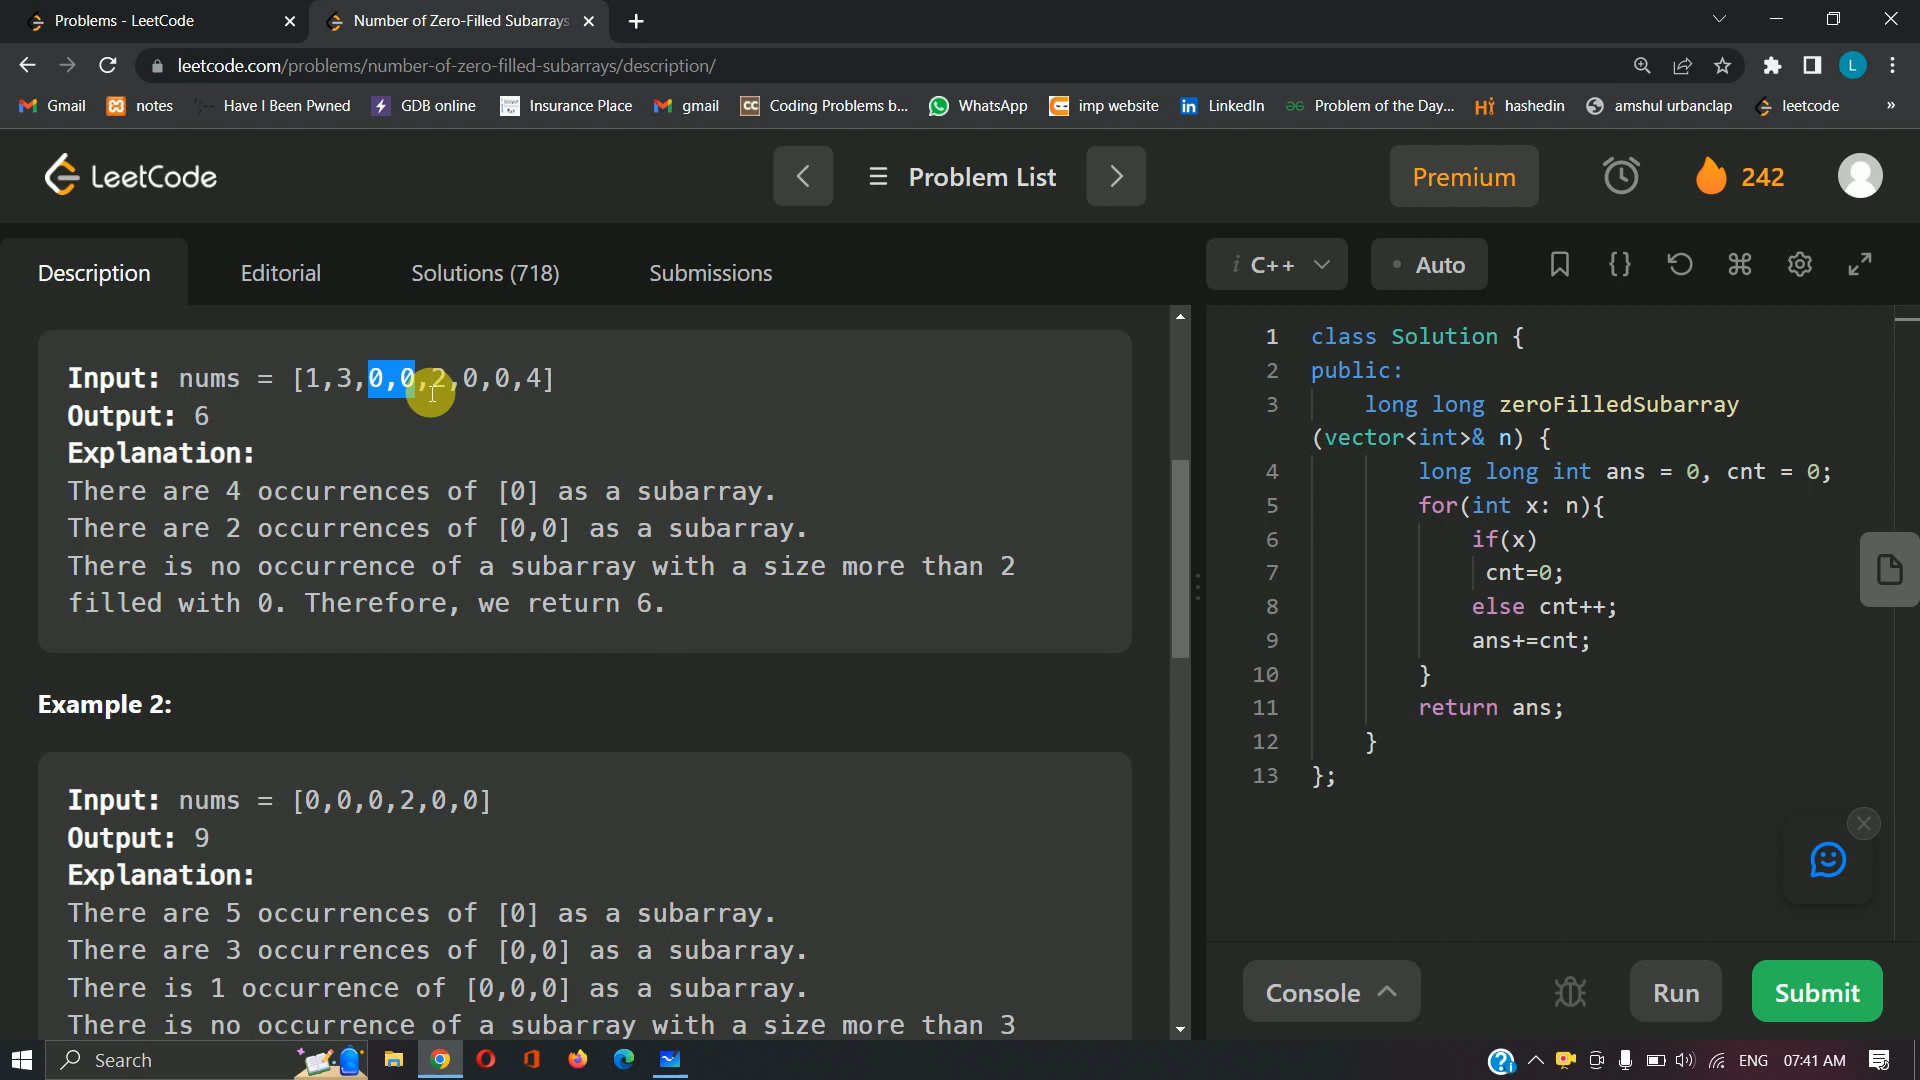 Problems - LeetCode
Number of Zero-Filled Subarrays
leetcode.com/problems/number-of-zero-filled-subarrays/description/
L
Gmail
notes
Have I Been Pwned
GDB online
Insurance Place
gmail
Coding Problems b...
WhatsApp
imp website
LinkedIn
Problem of the Day...
hashedin
amshul urbanclap
leetcode
»
LeetCode
Problem List
Premium
242
Description
Editorial
Solutions (718)
Submissions
Input: nums = [1,3,0,0,2,0,0,4]
Output: 6
Explanation:
There are 4 occurrences of [0] as a subarray.
There are 2 occurrences of [0,0] as a subarray.
There is no occurrence of a subarray with a size more than 2
filled with 0. Therefore, we return 6.
Example 2:
Input: nums = [0,0,0,2,0,0]
Output: 9
Explanation:
There are 5 occurrences of [0] as a subarray.
There are 3 occurrences of [0,0] as a subarray.
There is 1 occurrence of [0,0,0] as a subarray.
There is no occurrence of a subarray with a size more than 3
i C++
• Auto
1 class Solution {
2 public:
3 long long zeroFilledSubarray
(vector<int>& n) {
4 long long int ans = 0, cnt = 0;
5 for(int x: n){
6 if(x)
7 cnt=0;
8 else cnt++;
9 ans+=cnt;
10 }
11 return ans;
12 }
13 };
Console
Run
Submit
Search
ENG
07:41 AM